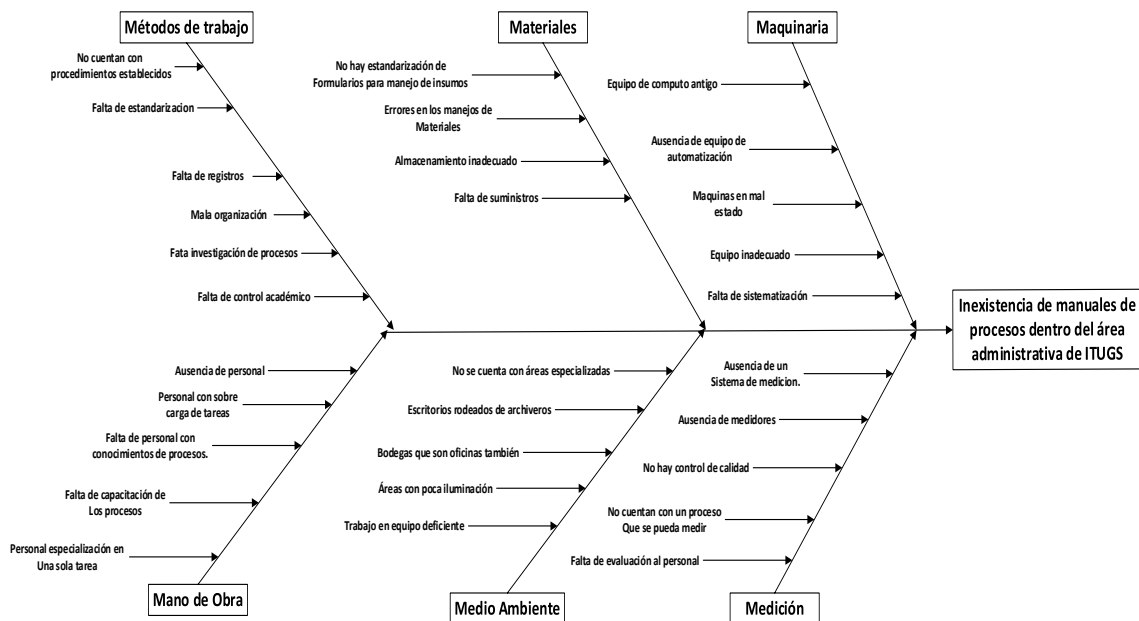 Métodos de trabajo
No cuentan con
procedimientos establecidos
Falta de estandarizacion
Falta de registros
Mala organización
Fata investigación de procesos
Falta de control académico
Materiales
No hay estandarización de
Formularios para manejo de insumos
Errores en los manejos de
Materiales
Almacenamiento inadecuado
Falta de suministros
Maquinaria
Equipo de computo antigo
Ausencia de equipo de
automatización
Maquinas en mal
estado
Equipo inadecuado
Falta de sistematización
Inexistencia de manuales de
procesos dentro del área
administrativa de ITUGS
Ausencia de personal
Personal con sobre
carga de tareas
Falta de personal con
conocimientos de procesos.
Falta de capacitación de
Los procesos
Personal especialización en
Una sola tarea
Mano de Obra
No se cuenta con áreas especializadas
Escritorios rodeados de archiveros
Bodegas que son oficinas también
Áreas con poca iluminación
Trabajo en equipo deficiente
Medio Ambiente
Ausencia de un
Sistema de medicion.
Ausencia de medidores
No hay control de calidad
No cuentan con un proceso
Que se pueda medir
Falta de evaluación al personal
Medición